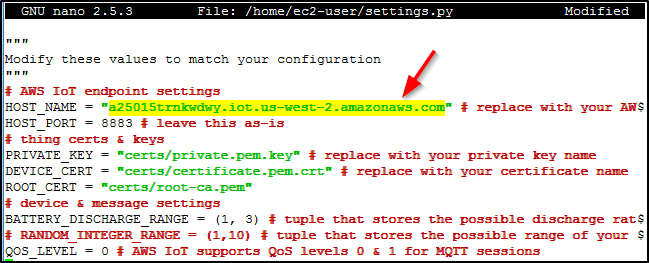 GNU nano 2.5.3 File: /home/ec2-user/settings.py Modified
"""
Modify these values to match your configuration
"""
# AWS IoT endpoint settings
HOST_NAME = "a25015trnkwdwy.iot.us-west-2.amazonaws.com" # replace with your AW$
HOST_PORT = 8883 # leave this as-is
# thing certs & keys
PRIVATE_KEY = "certs/private.pem.key" # replace with your private key name
DEVICE_CERT = "certs/certificate.pem.crt" # replace with your certificate name
ROOT_CERT = "certs/root-ca.pem"
# device & message settings
BATTERY_DISCHARGE_RANGE = (1, 3) # tuple that stores the possible discharge rat$
# RANDOM_INTEGER_RANGE = (1,10) # tuple that stores the possible range of your $
QOS_LEVEL = 0 # AWS IoT supports QoS levels 0 & 1 for MQTT sessions